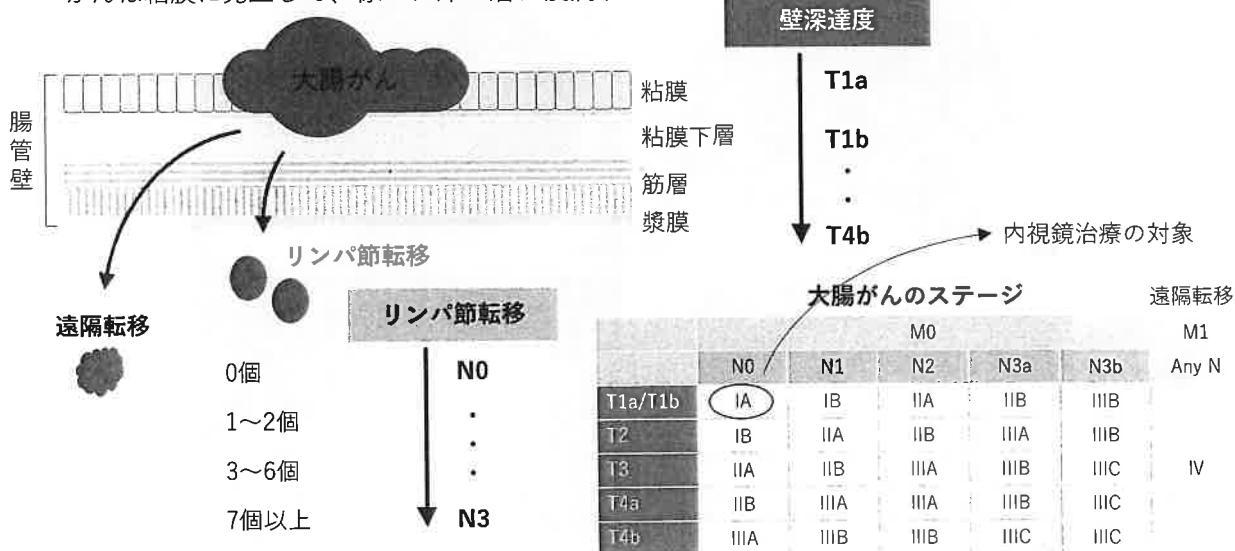 壁深達度
大腸がん
腸管壁
粘膜
粘膜下層
筋層
漿膜
T1a
T1b
・
・
T4b
内視鏡治療の対象
リンパ節転移
遠隔転移
リンパ節転移
0個 N0
1〜2個 ・
3〜6個 ・
7個以上 N3
大腸がんのステージ 遠隔転移
M0 M1
N0 N1 N2 N3a N3b Any N
T1a/T1b IA IB IIA IIB IIIB
T2 IB IIA IIB IIIA IIIB
T3 IIA IIB IIIA IIIB IIIC IV
T4a IIB IIIA IIIA IIIB IIIC
T4b IIIA IIIB IIIB IIIC IIIC